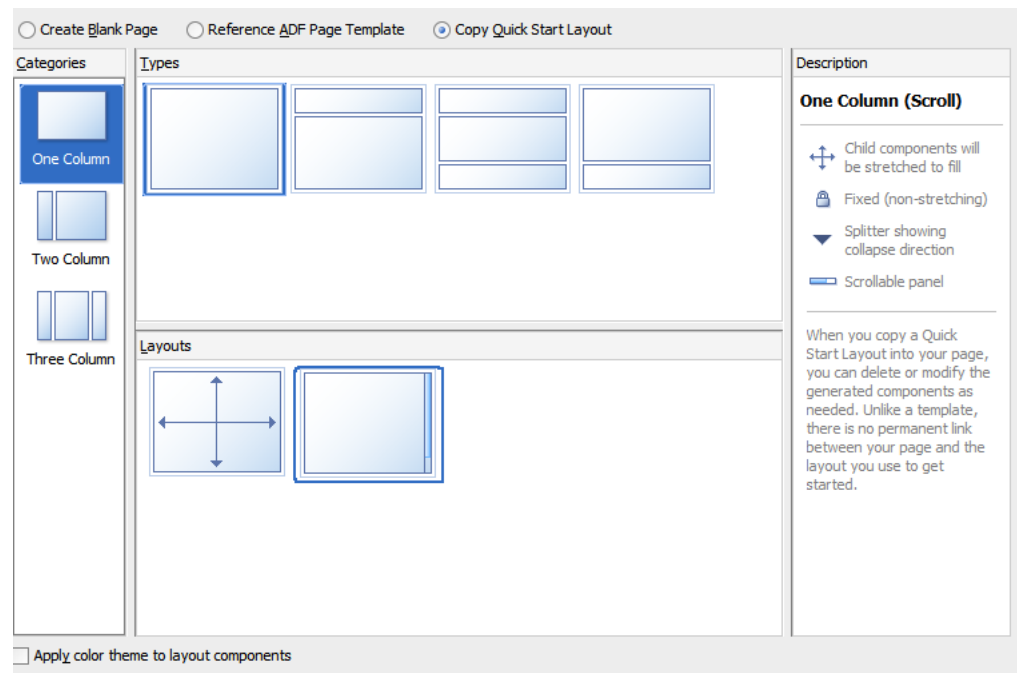 Create Blank Page
Reference ADF Page Template
Copy Quick Start Layout
Categories
One Column
Two Column
Three Column
Types
Layouts
Description
One Column (Scroll)
Child components will
be stretched to fill
Fixed (non-stretching)
Splitter showing
collapse direction
Scrollable panel
When you copy a Quick
Start Layout into your page,
you can delete or modify the
generated components as
needed. Unlike a template,
there is no permanent link
between your page and the
layout you use to get
started.
Apply color theme to layout components